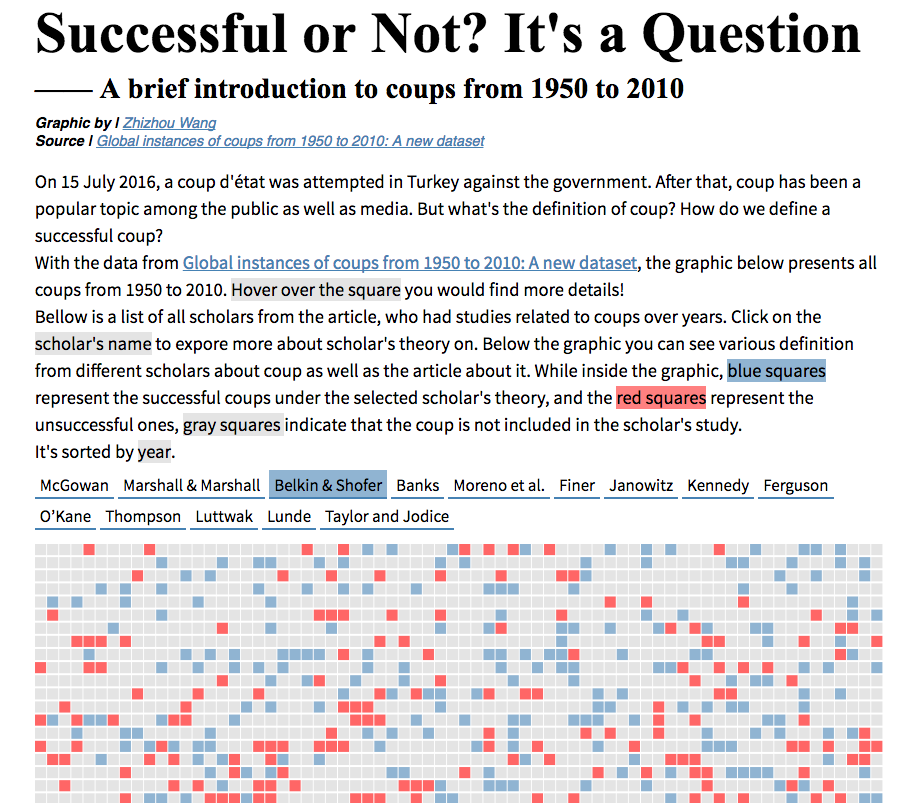 Successful or Not? It's a Question
—— A brief introduction to coups from 1950 to 2010
Graphic by l Zhizhou Wang
Source l Global instances of coups from 1950 to 2010: A new dataset
On 15 July 2016, a coup d'état was attempted in Turkey against the government. After that, coup has been a
popular topic among the public as well as media. But what's the definition of coup? How do we define a
successful coup?
With the data from Global instances of coups from 1950 to 2010: A new dataset, the graphic below presents all
coups from 1950 to 2010. Hover over the square you would find more details!
Bellow is a list of all scholars from the article, who had studies related to coups over years. Click on the
scholar's name to expore more about scholar's theory on. Below the graphic you can see various definition
from different scholars about coup as well as the article about it. While inside the graphic, blue squares
represent the successful coups under the selected scholar's theory, and the red squares represent the
unsuccessful ones, gray squares indicate that the coup is not included in the scholar's study.
It's sorted by year.
McGowan Marshall & Marshall Belkin & Shofer Banks Moreno et al. Finer Janowitz Kennedy Ferguson
O’Kane Thompson Luttwak Lunde Taylor and Jodice